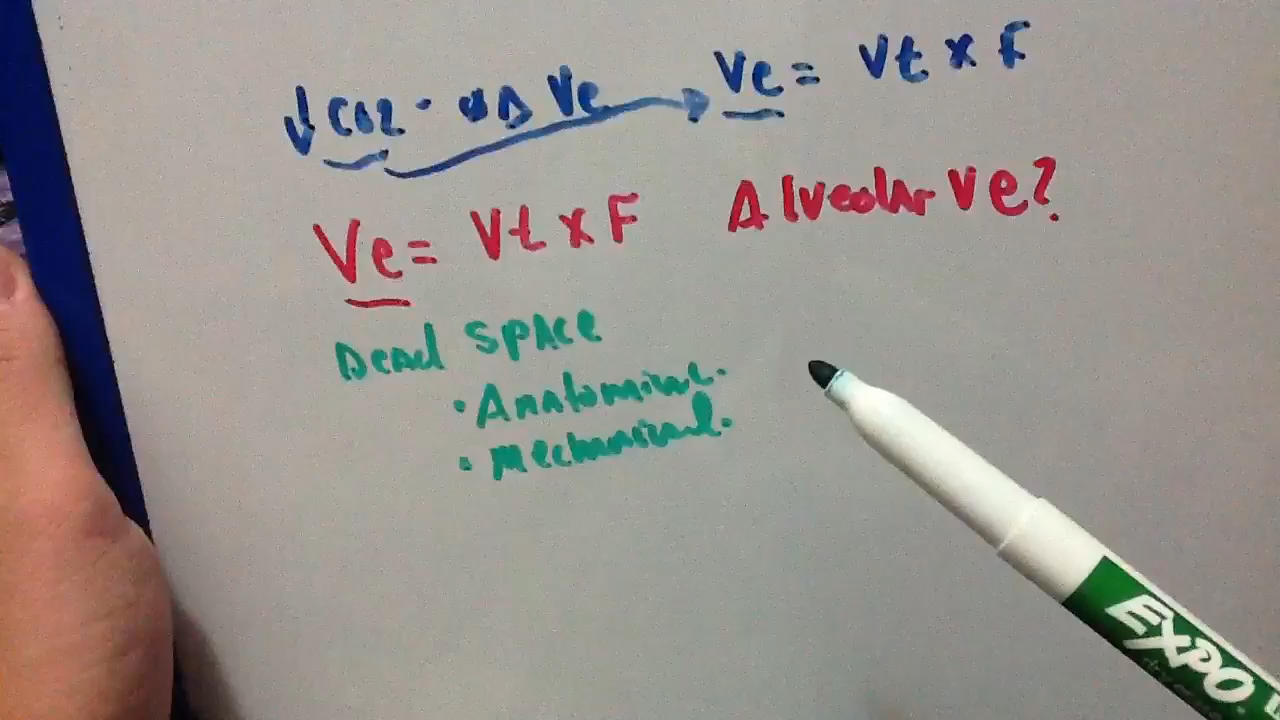 ↓ CO2 · Δ Ve → Ve = Vt x F
Ve = Vt x F Alveolar Ve?
Dead Space
· Anatomical.
· Mechanical.
EXPO